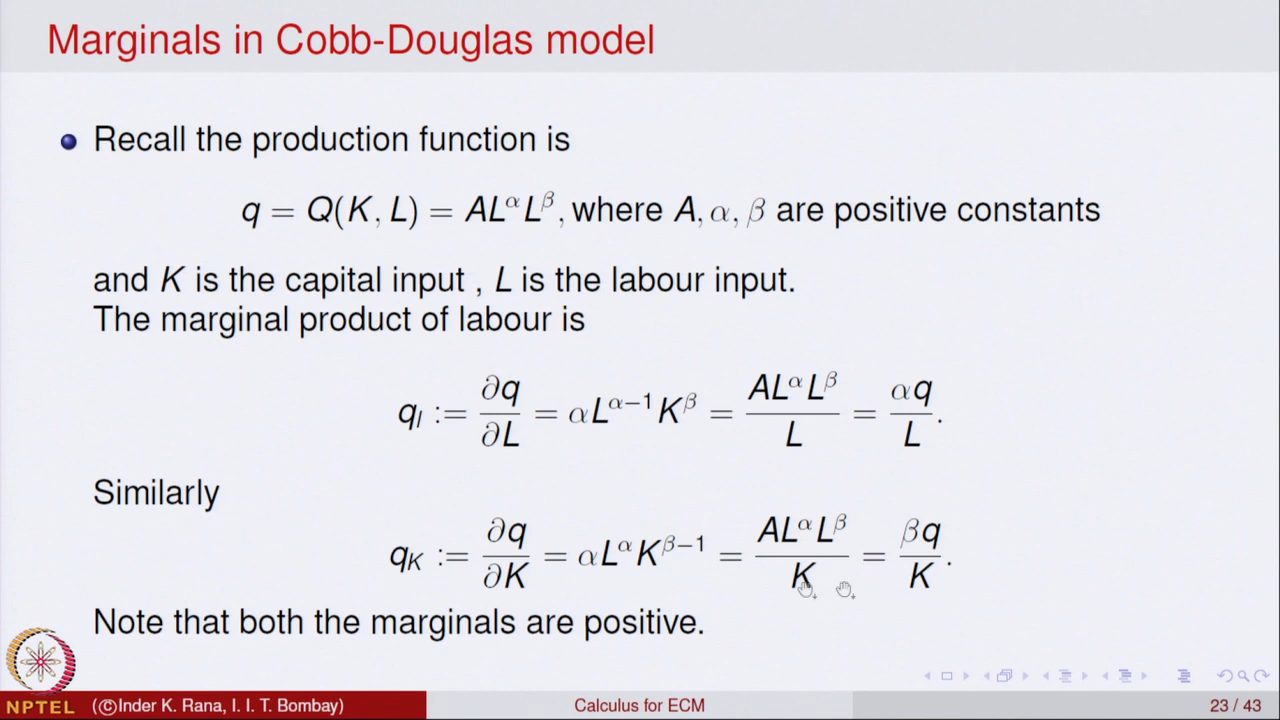 Marginals in Cobb-Douglas model
Recall the production function is
q = Q(K, L) = AL^α L^β, where A, α, β are positive constants
and K is the capital input , L is the labour input.
The marginal product of labour is
q_l := ∂q/∂L = αL^{α−1}K^β = AL^αL^β/L = αq/L.
Similarly
q_K := ∂q/∂K = αL^αK^{β−1} = AL^αL^β/K = βq/K.
Note that both the marginals are positive.
NPTEL
(©Inder K. Rana, I. I. T. Bombay)
Calculus for ECM
23 / 43